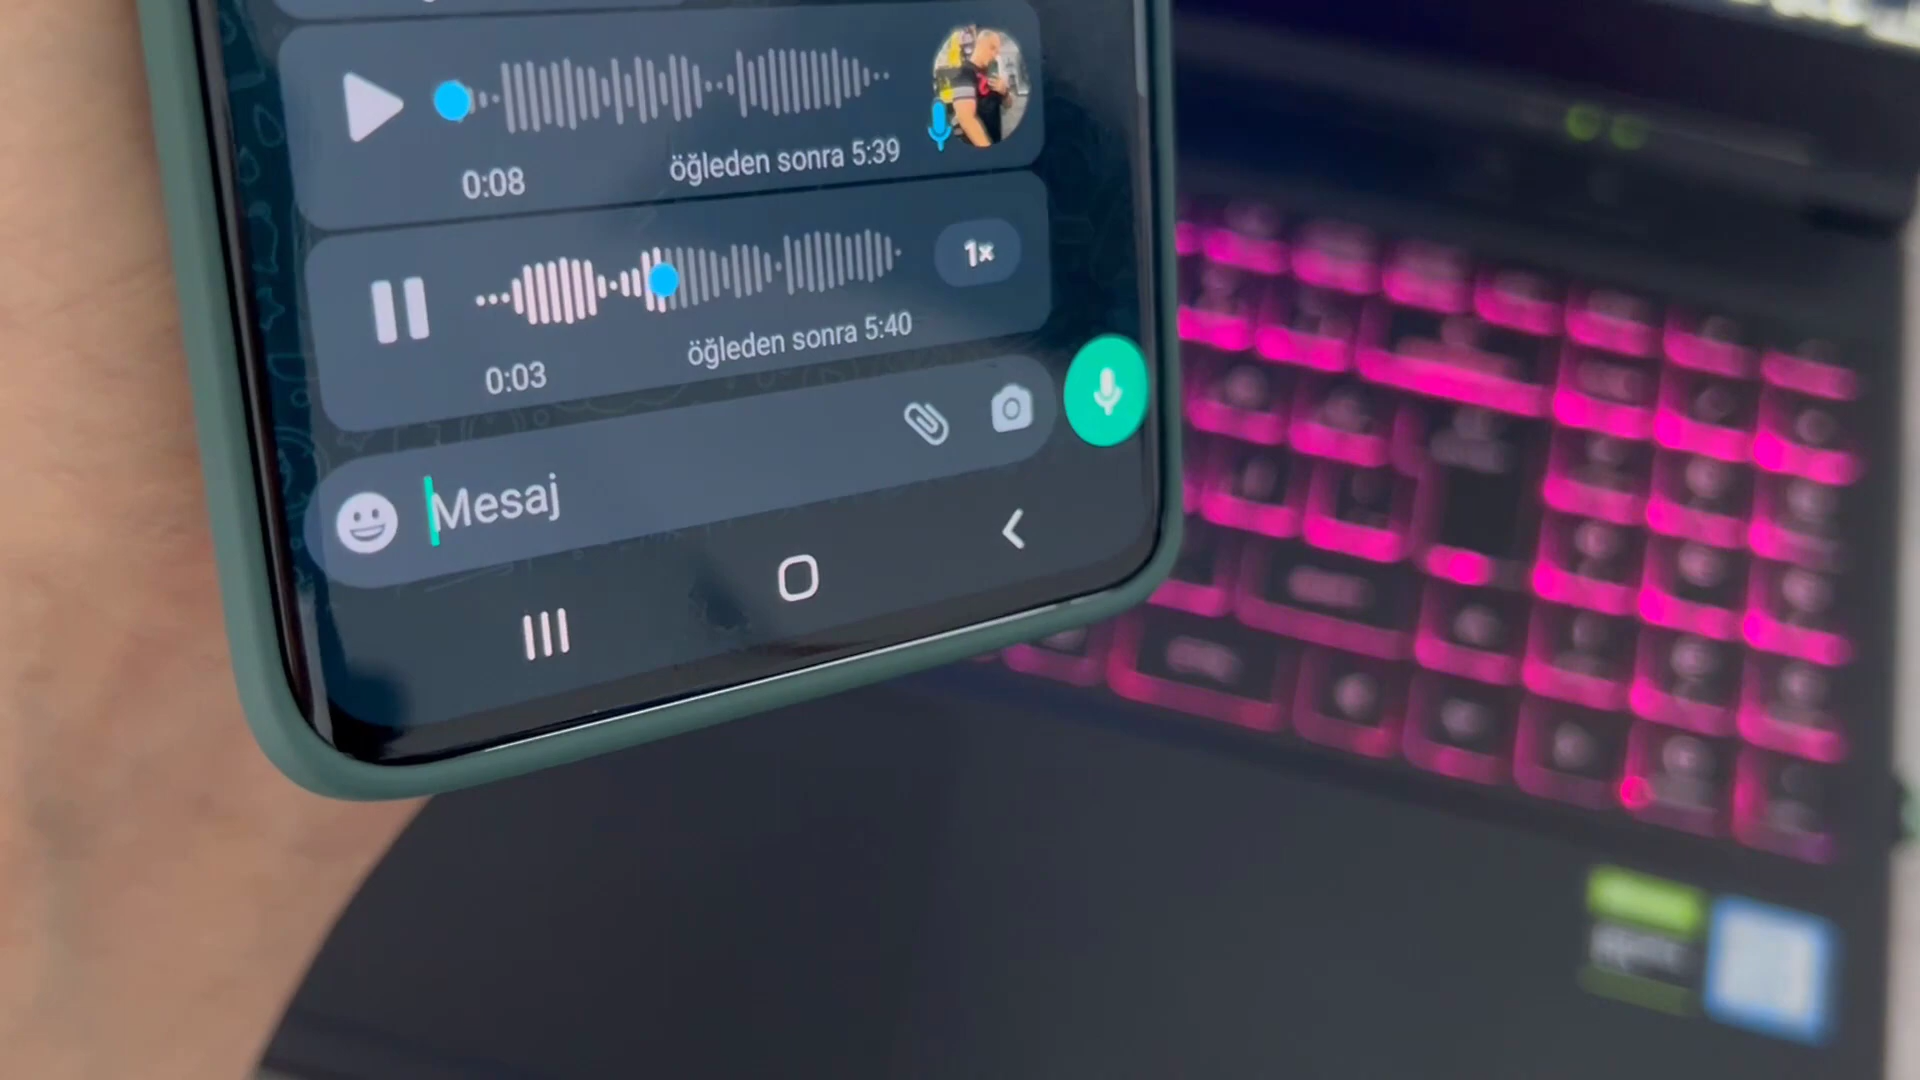 0:08
öğleden sonra 5:39
1x
0:03
öğleden sonra 5:40
Mesaj